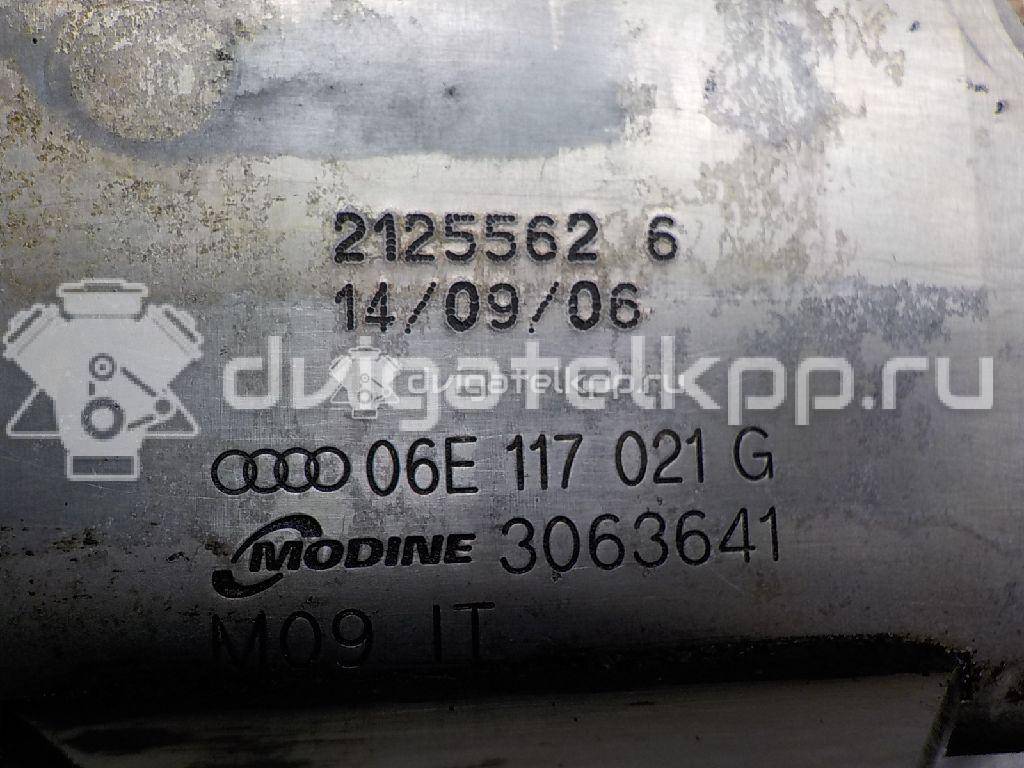 2125562 6
14/09/06
dvigatelkpp.ru
dvigatelkpp.ru
06E 117 021 G
MODINE 3063641
M09 IT